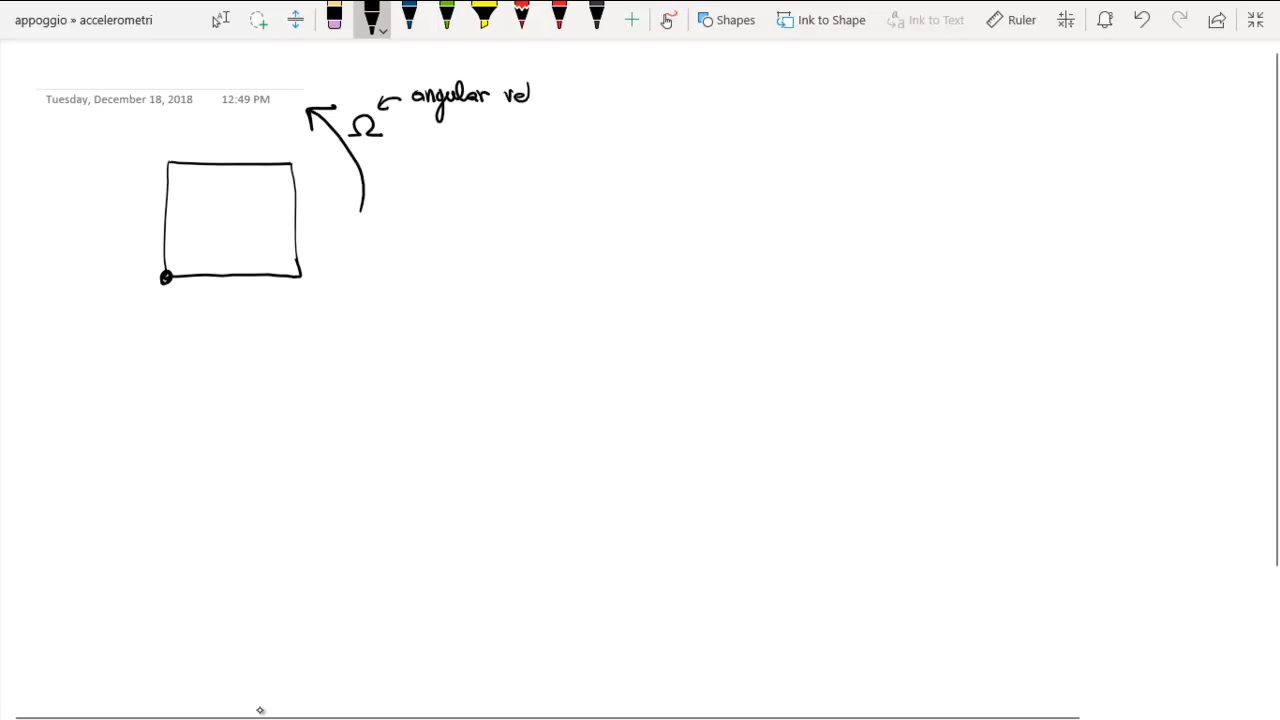 appoggio » accelerometri
Shapes
Ink to Shape
Ink to Text
Ruler
Tuesday, December 18, 2018 12:49 PM
Ω angular vel